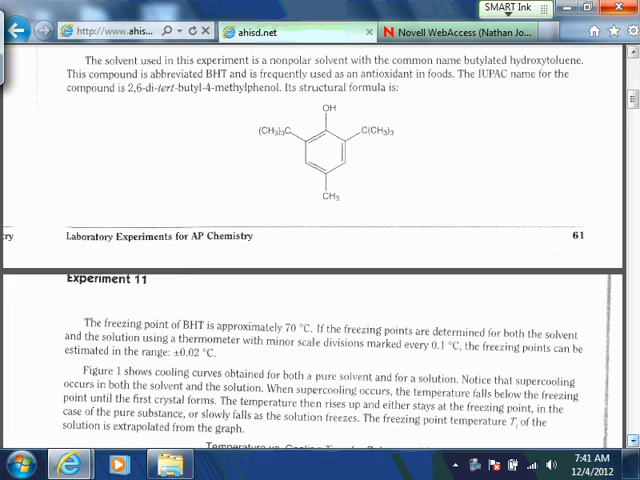 SMART Ink
http://www.ahis...
ahisd.net
Novell WebAccess (Nathan Jo...
The solvent used in this experiment is a nonpolar solvent with the common name butylated hydroxytoluene.
This compound is abbreviated BHT and is frequently used as an antioxidant in foods. The IUPAC name for the
compound is 2,6-di-tert-butyl-4-methylphenol. Its structural formula is:
OH
(CH₃)₃C C(CH₃)₃
CH₃
ry Laboratory Experiments for AP Chemistry 61
Experiment 11
The freezing point of BHT is approximately 70 °C. If the freezing points are determined for both the solvent
and the solution using a thermometer with minor scale divisions marked every 0.1 °C, the freezing points can be
estimated in the range: ±0.02 °C.
Figure 1 shows cooling curves obtained for both a pure solvent and for a solution. Notice that supercooling
occurs in both the solvent and the solution. When supercooling occurs, the temperature falls below the freezing
point until the first crystal forms. The temperature then rises up and either stays at the freezing point, in the
case of the pure substance, or slowly falls as the solution freezes. The freezing point temperature Tf of the
solution is extrapolated from the graph.
Temperature vs. Cooling Time for
7:41 AM
12/4/2012